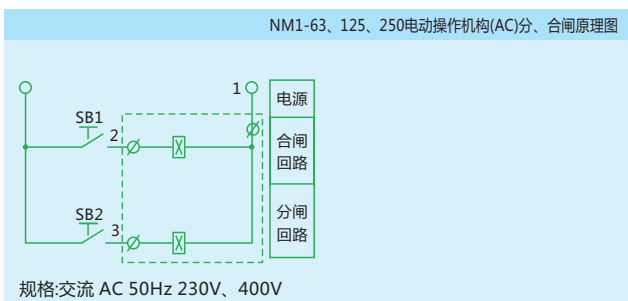 NM1-63、125、250电动操作机构(AC)分、合闸原理图
1
电源
SB1
2
合闸
回路
SB2
3
分闸
回路
规格:交流 AC 50Hz 230V、400V